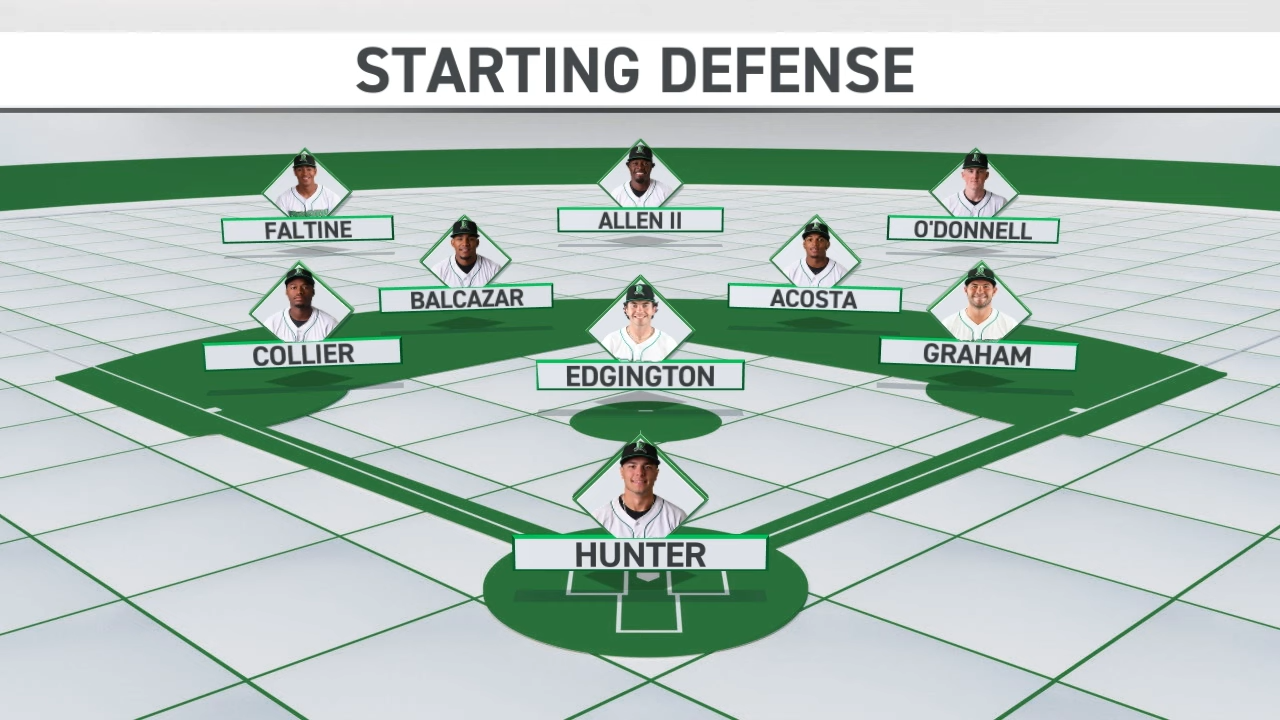 STARTING DEFENSE
FALTINE
ALLEN II
O'DONNELL
BALCAZAR
ACOSTA
COLLIER
EDGINGTON
GRAHAM
HUNTER